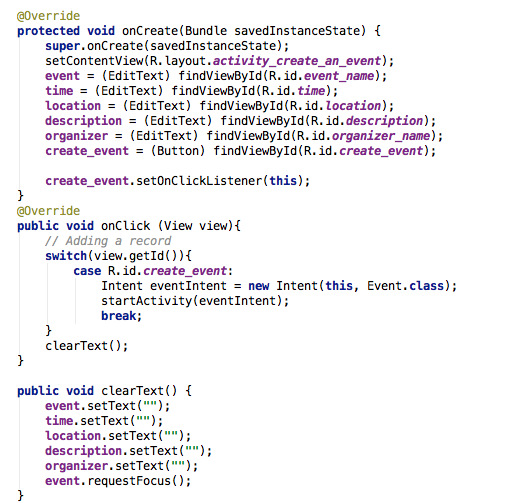 @Override
protected void onCreate(Bundle savedInstanceState) {
    super.onCreate(savedInstanceState);
    setContentView(R.layout.activity_create_an_event);
    event = (EditText) findViewById(R.id.event_name);
    time = (EditText) findViewById(R.id.time);
    location = (EditText) findViewById(R.id.location);
    description = (EditText) findViewById(R.id.description);
    organizer = (EditText) findViewById(R.id.organizer_name);
    create_event = (Button) findViewById(R.id.create_event);

    create_event.setOnClickListener(this);
}
@Override
public void onClick (View view){
    // Adding a record
    switch(view.getId()){
        case R.id.create_event:
            Intent eventIntent = new Intent(this, Event.class);
            startActivity(eventIntent);
            break;
    }
    clearText();
}

public void clearText() {
    event.setText("");
    time.setText("");
    location.setText("");
    description.setText("");
    organizer.setText("");
    event.requestFocus();
}